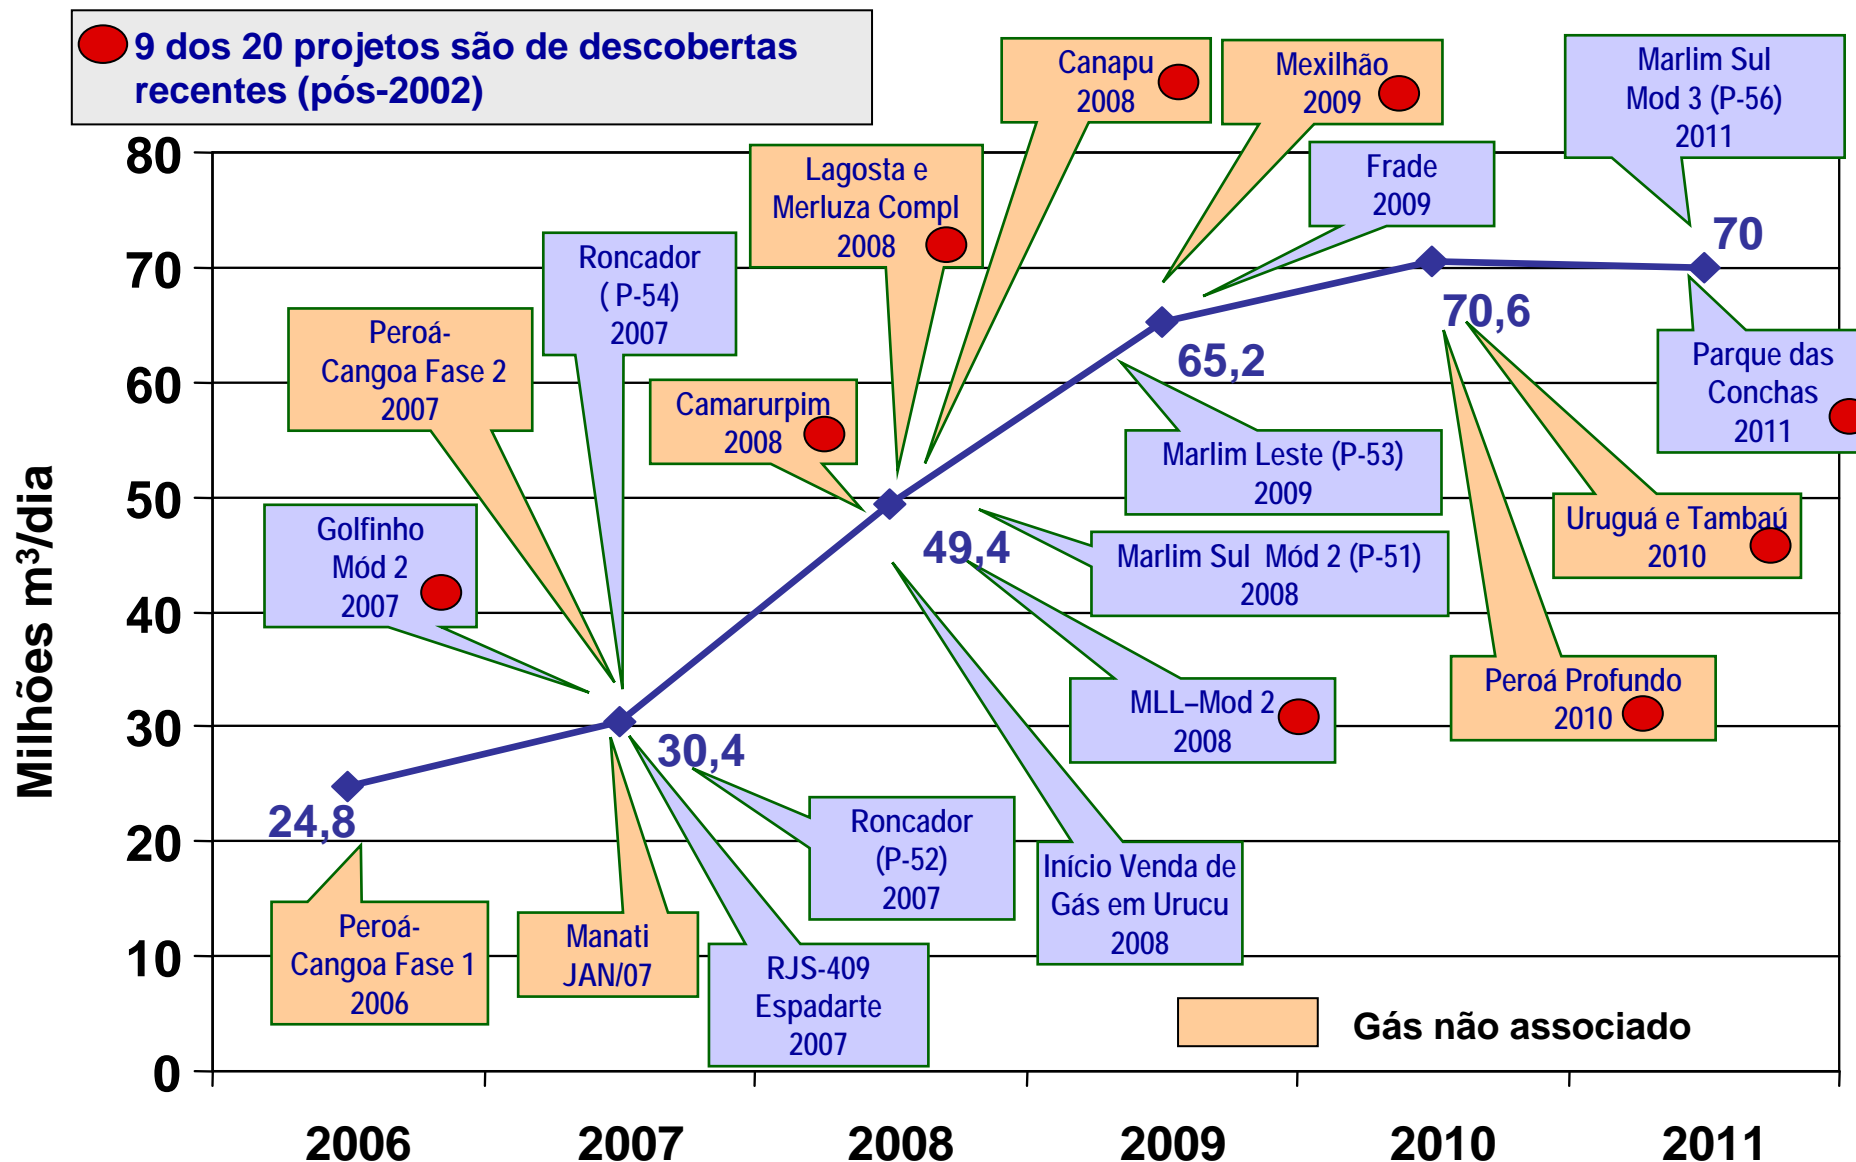 9 dos 20 projetos são de descobertas
recentes (pós-2002)
Canapu
2008
Mexilhão
2009
Marlim Sul
Mod 3 (P-56)
2011
Lagosta e
Merluza Compl
2008
Frade
2009
Roncador
( P-54)
2007
Peroá-
Cangoa Fase 2
2007
Camarurpim
2008
Golfinho
Mód 2
2007
Parque das
Conchas
2011
Marlim Leste (P-53)
2009
Uruguá e Tambaú
2010
Marlim Sul Mód 2 (P-51)
2008
MLL–Mod 2
2008
Peroá Profundo
2010
Roncador
(P-52)
2007
Início Venda de
Gás em Urucu
2008
Peroá-
Cangoa Fase 1
2006
Manati
JAN/07
RJS-409
Espadarte
2007
24,8
30,4
49,4
65,2
70,6
70
Gás não associado
Milhões m³/dia
80
70
60
50
40
30
20
10
0
2006 2007 2008 2009 2010 2011